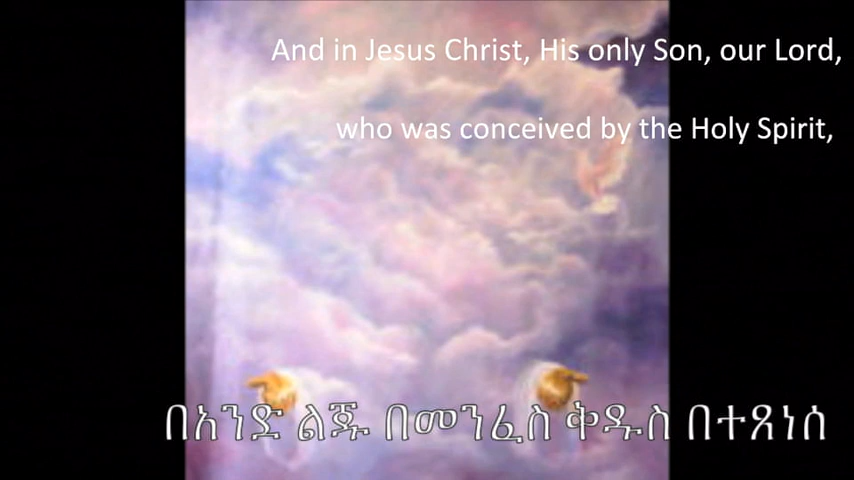 And in Jesus Christ, His only Son, our Lord,
who was conceived by the Holy Spirit,
በአንድ ልጁ በመንፈስ ቅዱስ በተጸነሰ